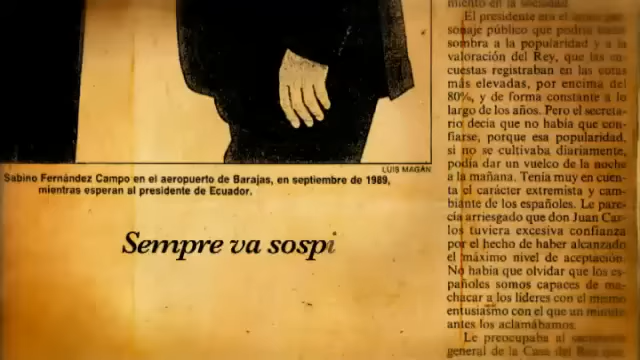 LUIS MAGÁN
Sabino Fernández Campo en el aeropuerto de Barajas, en septiembre de 1989,
mientras esperan al presidente de Ecuador.
Sempre va sospi
miento en la sociedad.
El presidente era el único per-
sonaje público que podría hacer
sombra a la popularidad y a la
valoración del Rey, que las en-
cuestas registraban en las cotas
más elevadas, por encima del
80%, y de forma constante a lo
largo de los años. Pero el secreta-
rio decía que no había que con-
fiarse, porque esa popularidad,
si no se cultivaba diariamente,
podía dar un vuelco de la noche
a la mañana. Tenía muy en cuen-
ta el carácter extremista y cam-
biante de los españoles. Le pare-
cía arriesgado que don Juan Car-
los tuviera excesiva confianza
por el hecho de haber alcanzado
el máximo nivel de aceptación.
No había que olvidar que los es-
pañoles somos capaces de ma-
chacar a los líderes con el mismo
entusiasmo con el que un minuto
antes los aclamábamos.
Le preocupaba al
general de la Casa del Rey que